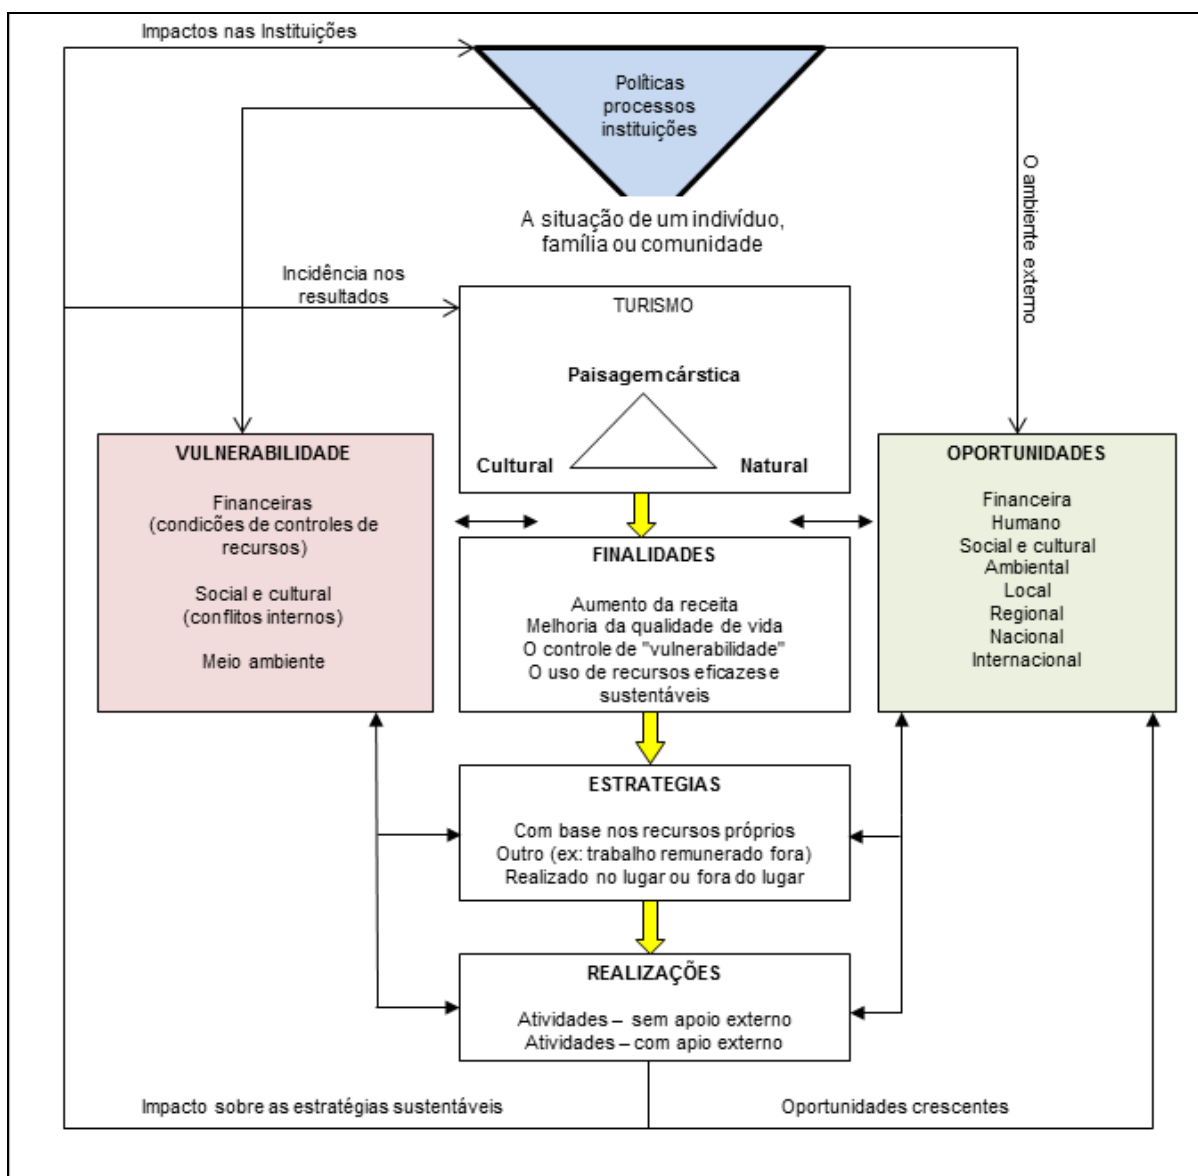 Impactos nas Instituições
Políticas
processos
instituições
O ambiente externo
A situação de um indivíduo,
família ou comunidade
Incidência nos
resultados
TURISMO
Paisagem cárstica
Cultural
Natural
VULNERABILIDADE
Financeiras
(condições de controles de
recursos)
Social e cultural
(conflitos internos)
Meio ambiente
OPORTUNIDADES
Financeira
Humano
Social e cultural
Ambiental
Local
Regional
Nacional
Internacional
FINALIDADES
Aumento da receita
Melhoria da qualidade de vida
O controle de "vulnerabilidade"
O uso de recursos eficazes e
sustentáveis
ESTRATEGIAS
Com base nos recursos próprios
Outro (ex: trabalho remunerado fora)
Realizado no lugar ou fora do lugar
REALIZAÇÕES
Atividades – sem apoio externo
Atividades – com apio externo
Impacto sobre as estratégias sustentáveis
Oportunidades crescentes